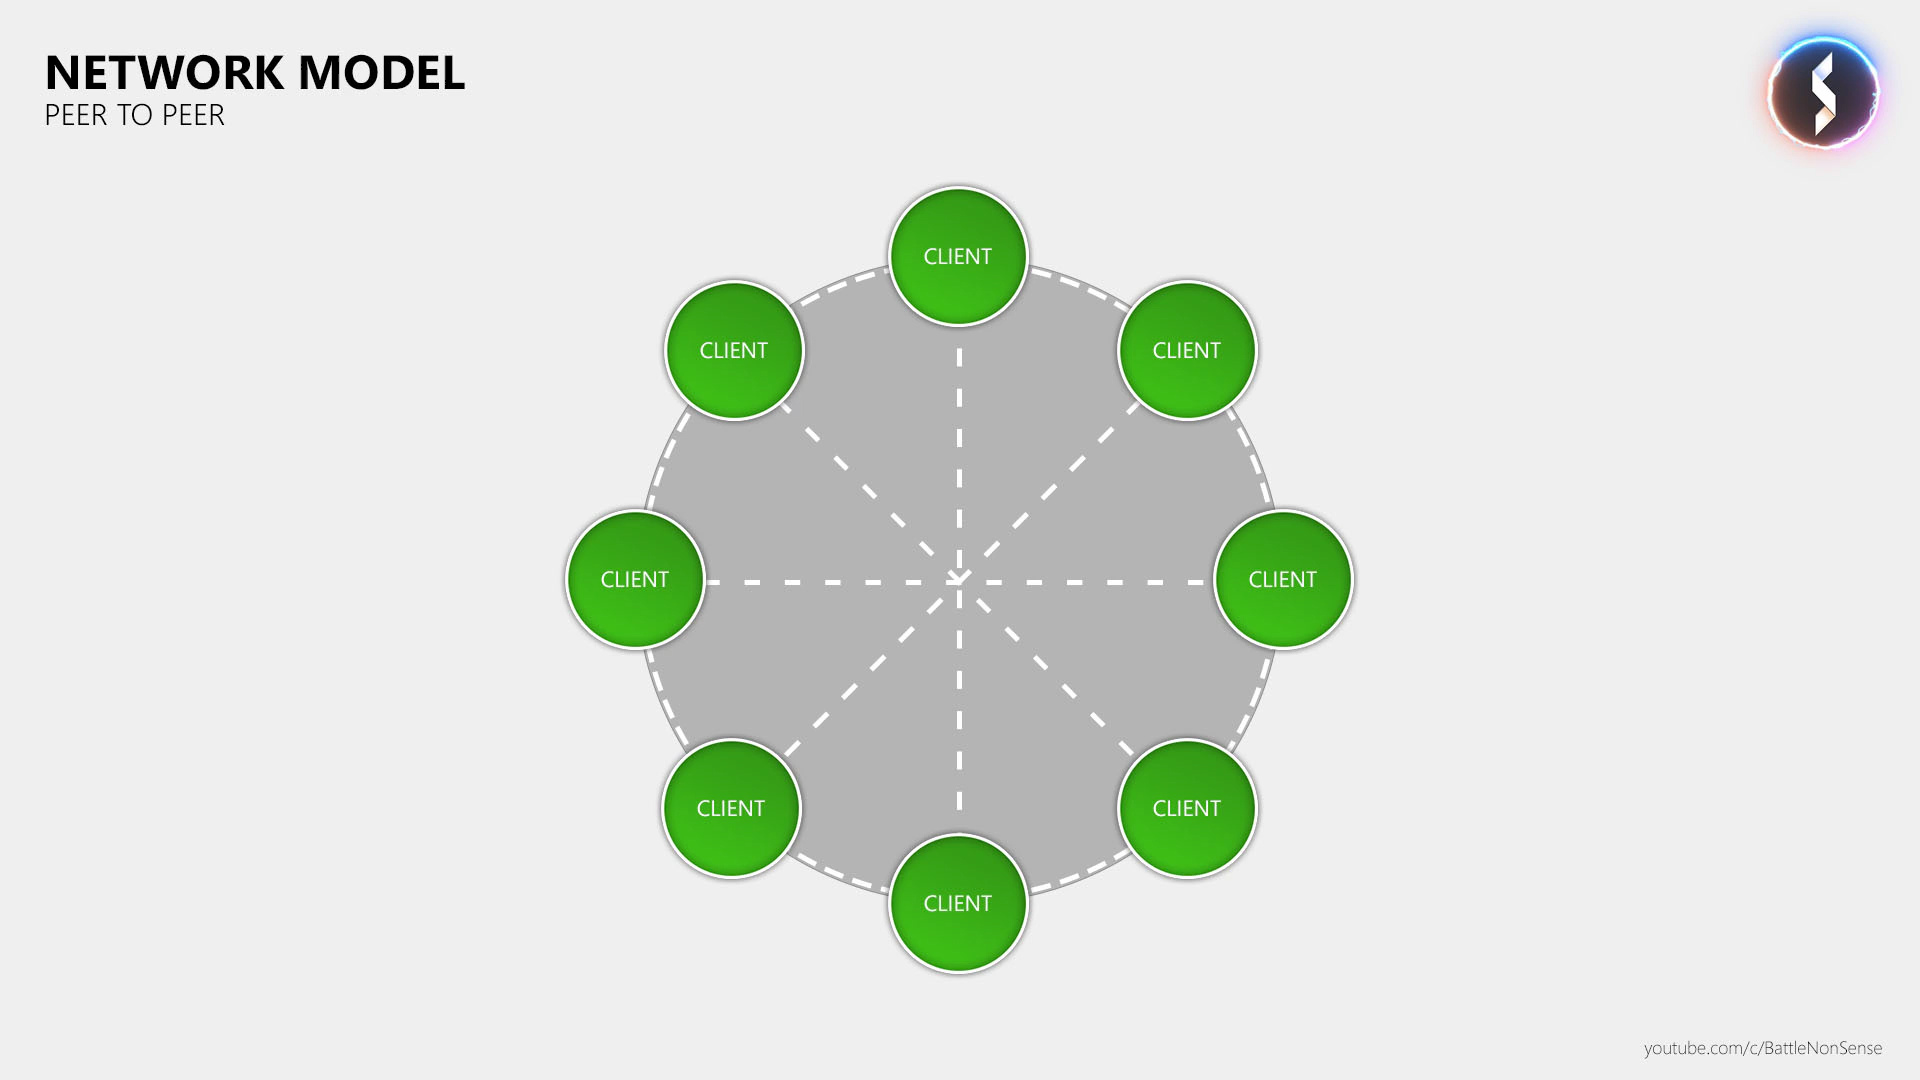 NETWORK MODEL
PEER TO PEER
CLIENT
CLIENT
CLIENT
CLIENT
CLIENT
CLIENT
CLIENT
CLIENT
youtube.com/c/BattleNonSense